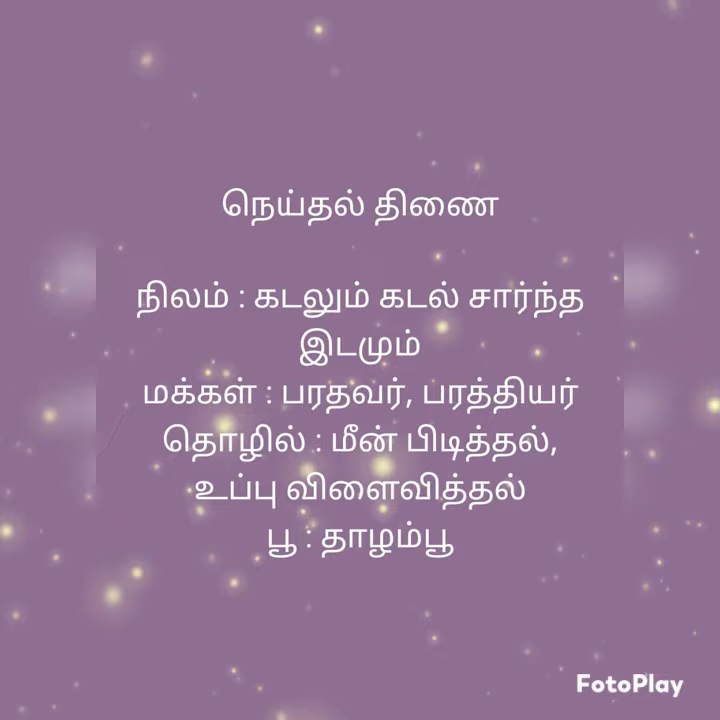 நெய்தல் திணை
நிலம் : கடலும் கடல் சார்ந்த
இடமும்
மக்கள் : பரதவர், பரத்தியர்
தொழில் : மீன் பிடித்தல்,
உப்பு விளைவித்தல்
பூ : தாழம்பூ
FotoPlay